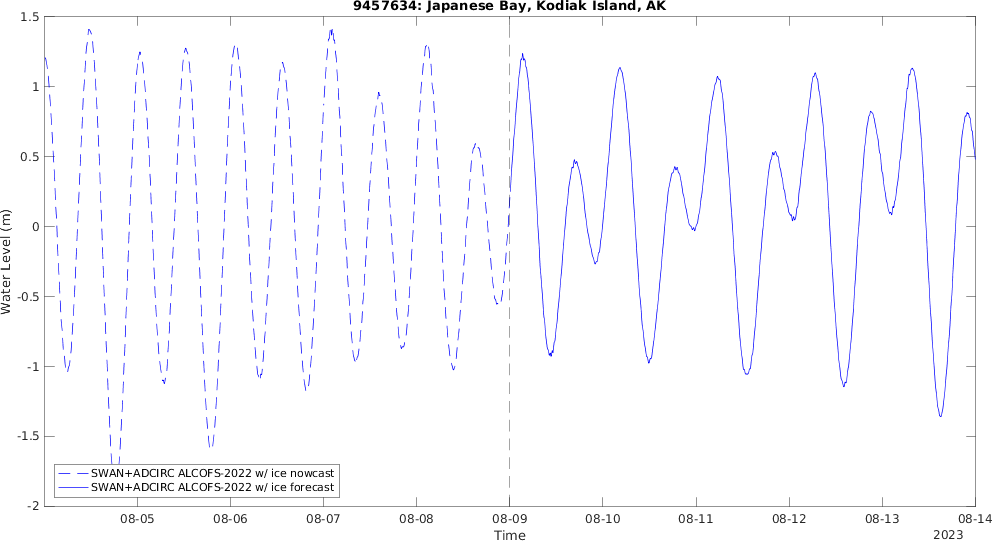 9457634: Japanese Bay, Kodiak Island, AK
1.5
1
0.5
0
-0.5
-1
-1.5
-2
Water Level (m)
SWAN+ADCIRC ALCOFS-2022 w/ ice nowcast
SWAN+ADCIRC ALCOFS-2022 w/ ice forecast
08-05 08-06 08-07 08-08 08-09 08-10 08-11 08-12 08-13 08-14
Time
2023